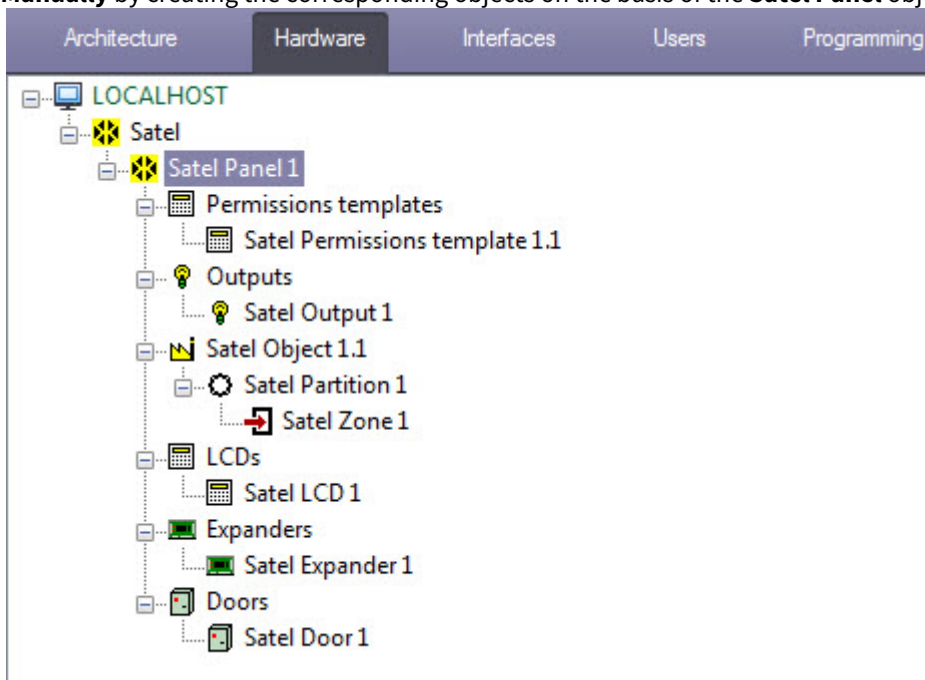 Manually by creating the corresponding objects on the basis of the Satel Panel obj
Architecture Hardware Interfaces Users Programming
LOCALHOST
Satel
Satel Panel 1
Permissions templates
Satel Permissions template 1.1
Outputs
Satel Output 1
Satel Object 1.1
Satel Partition 1
Satel Zone 1
LCDs
Satel LCD 1
Expanders
Satel Expander 1
Doors
Satel Door 1